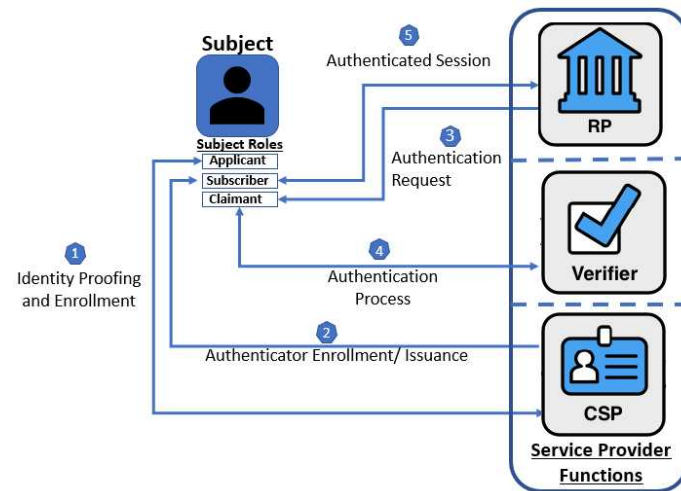 Subject
Subject Roles
Applicant
Subscriber
Claimant
5
Authenticated Session
3
Authentication
Request
4
Authentication
Process
1
Identity Proofing
and Enrollment
2
Authenticator Enrollment/ Issuance
RP
Verifier
CSP
Service Provider
Functions